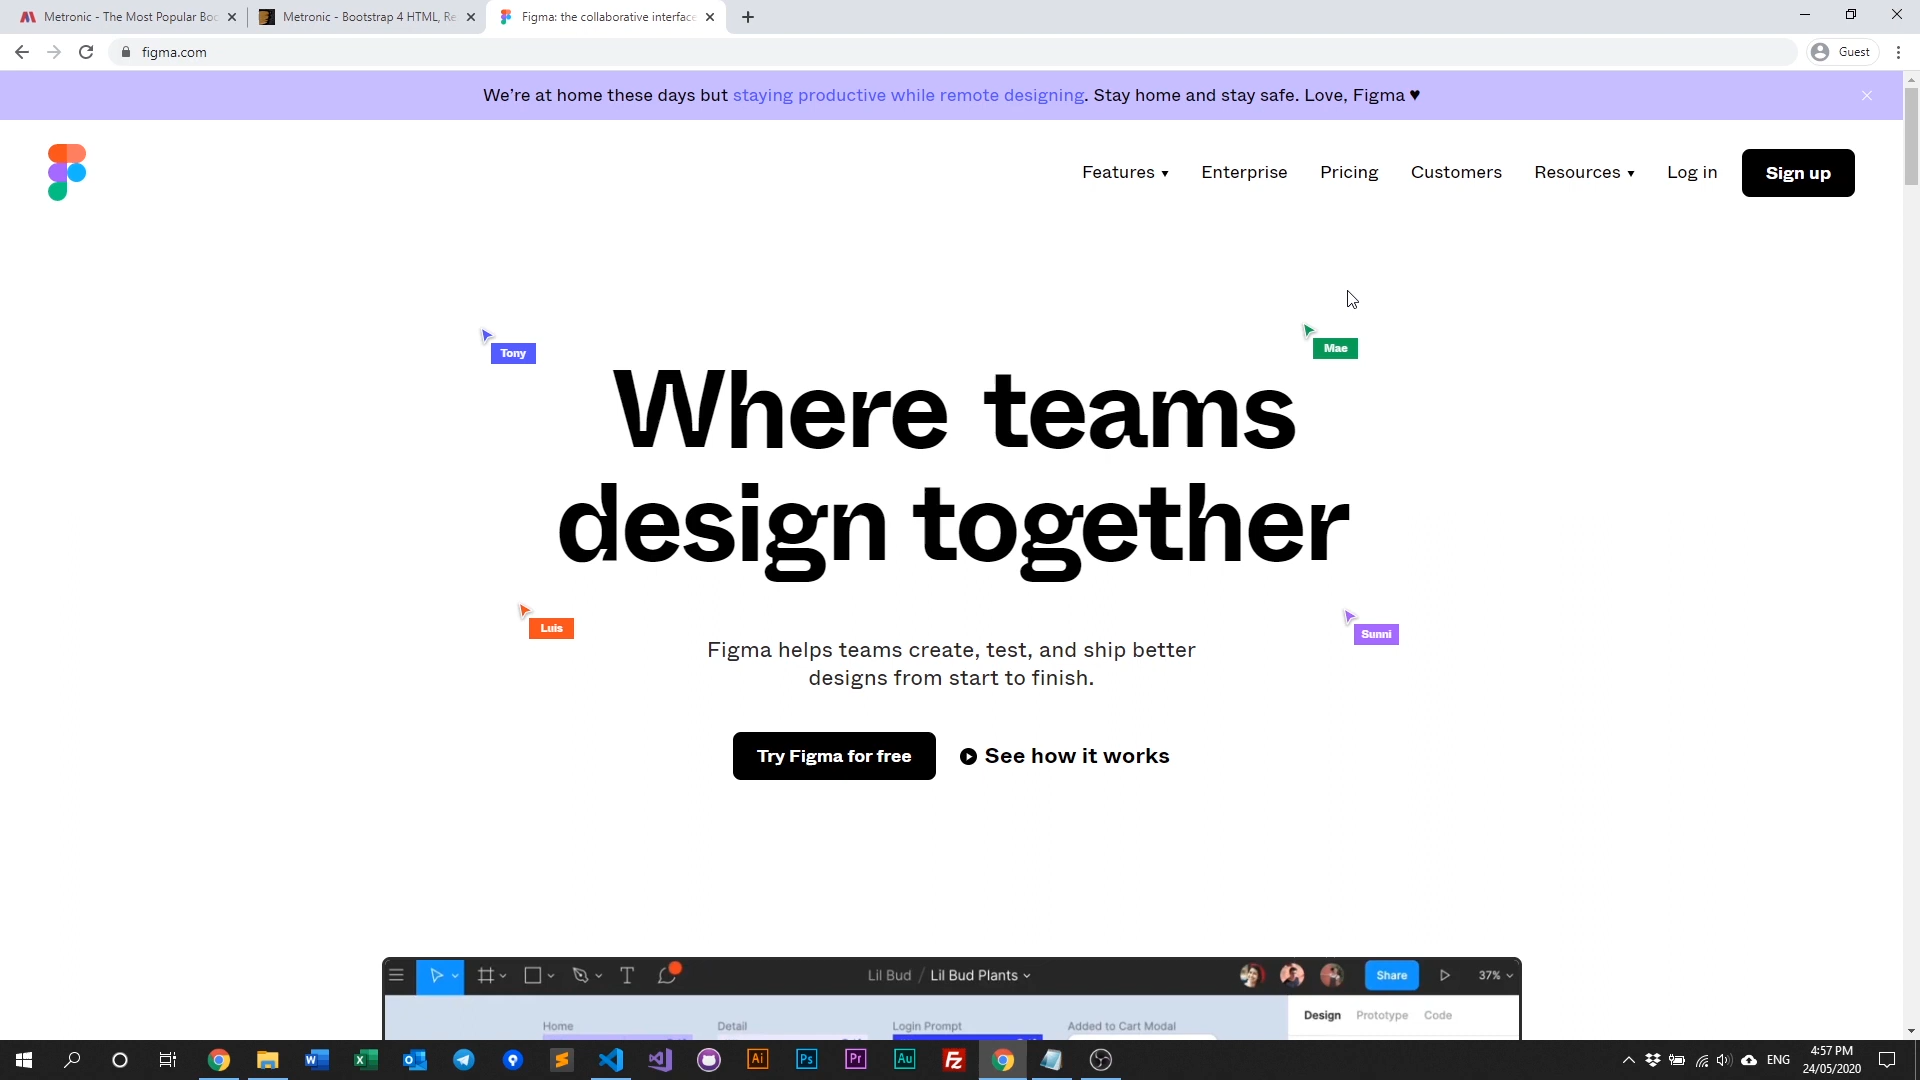 Metronic - The Most Popular Boo
Metronic - Bootstrap 4 HTML, Re
Figma: the collaborative interface
figma.com
Guest
We’re at home these days but staying productive while remote designing. Stay home and stay safe. Love, Figma ♥
Features
Enterprise
Pricing
Customers
Resources
Log in
Sign up
Tony
Mae
Where teams
design together
Luis
Sunni
Figma helps teams create, test, and ship better
designs from start to finish.
Try Figma for free
See how it works
Lil Bud / Lil Bud Plants
Share
37%
Home
Detail
Login Prompt
Added to Cart Modal
Design
Prototype
Code
Ai
Ps
Pr
Au
Fz
ENG
4:57 PM
24/05/2020